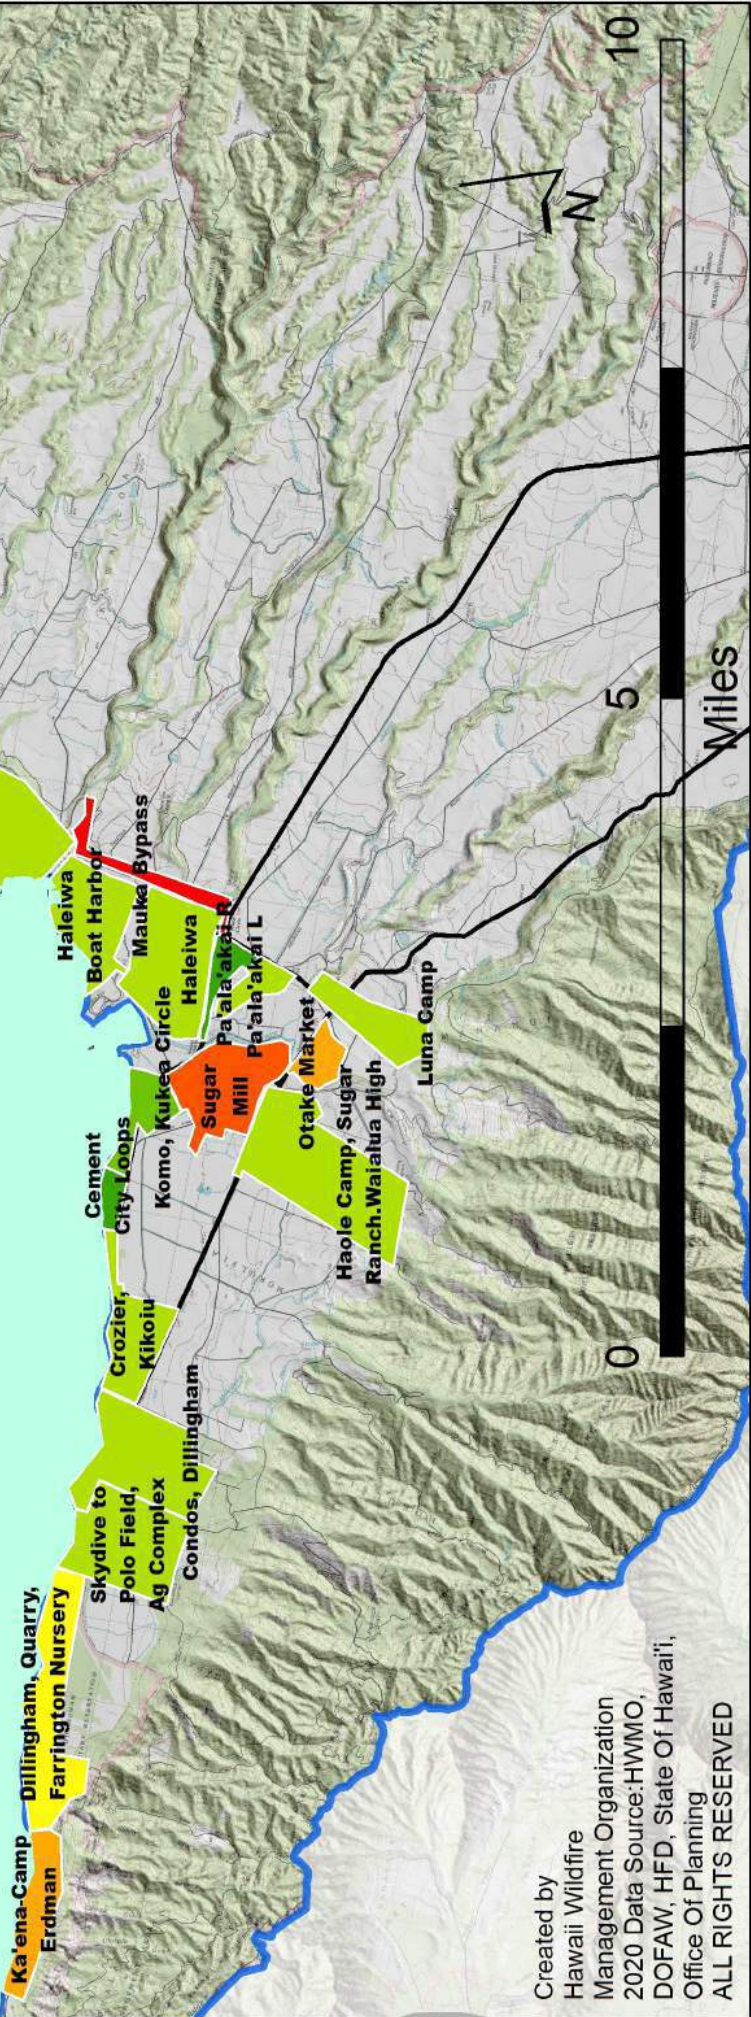 Ka'ena-Camp
Erdman
Dillingham, Quarry,
Farrington Nursery
Skydive to
Polo Field,
Ag Complex
Condos, Dillingham
Crozier,
Kikoiu
Cement
City Loops
Komo, Kukea Circle
Sugar
Mill
Haleiwa
Boat Harbor
Mauka Bypass
Haleiwa
Pa'ala'akai R
Pa'ala'akai L
Otake Market
Haole Camp, Sugar
Ranch.Waialua High
Luna Camp
N
0
5
10
Miles
Created by
Hawaii Wildfire
Management Organization
2020 Data Source:HWMO,
DOFAW, HFD, State Of Hawai'i,
Office Of Planning
ALL RIGHTS RESERVED